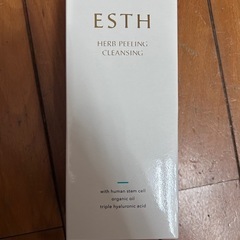 ESTH
HERB PEELING
CLEANSING
with human stem cell
organic oil
triple hyaluronic acid